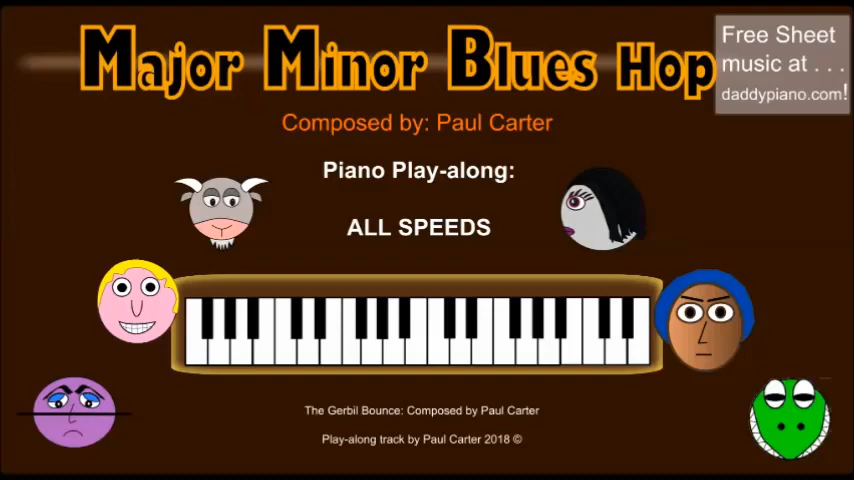 Major Minor Blues Hop
Free Sheet
music at . . .
daddypiano.com!
Composed by: Paul Carter
Piano Play-along:
ALL SPEEDS
The Gerbil Bounce: Composed by Paul Carter
Play-along track by Paul Carter 2018 ©